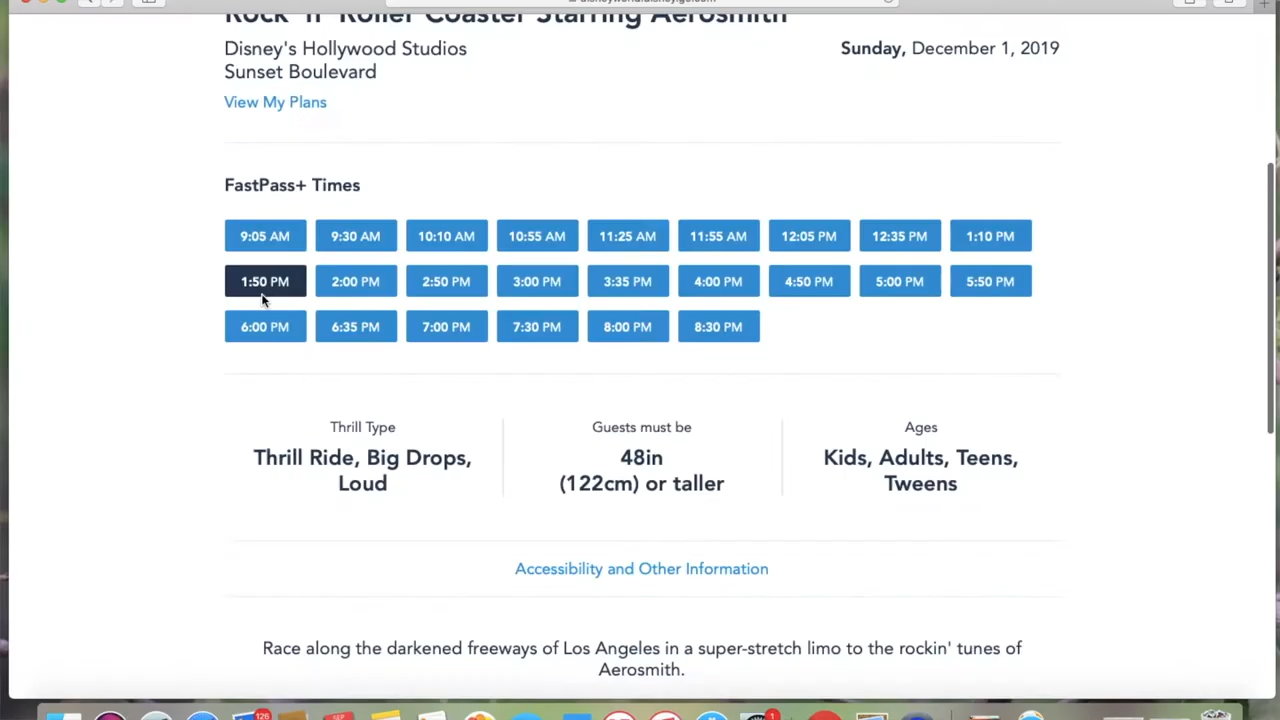 Rock 'n' Roller Coaster Starring Aerosmith
Disney's Hollywood Studios
Sunday, December 1, 2019
Sunset Boulevard
View My Plans
FastPass+ Times
9:05 AM 9:30 AM 10:10 AM 10:55 AM 11:25 AM 11:55 AM 12:05 PM 12:35 PM 1:10 PM
1:50 PM 2:00 PM 2:50 PM 3:00 PM 3:35 PM 4:00 PM 4:50 PM 5:00 PM 5:50 PM
6:00 PM 6:35 PM 7:00 PM 7:30 PM 8:00 PM 8:30 PM
Thrill Type
Thrill Ride, Big Drops,
Loud
Guests must be
48in
(122cm) or taller
Ages
Kids, Adults, Teens,
Tweens
Accessibility and Other Information
Race along the darkened freeways of Los Angeles in a super-stretch limo to the rockin' tunes of
Aerosmith.
126
SEP
1